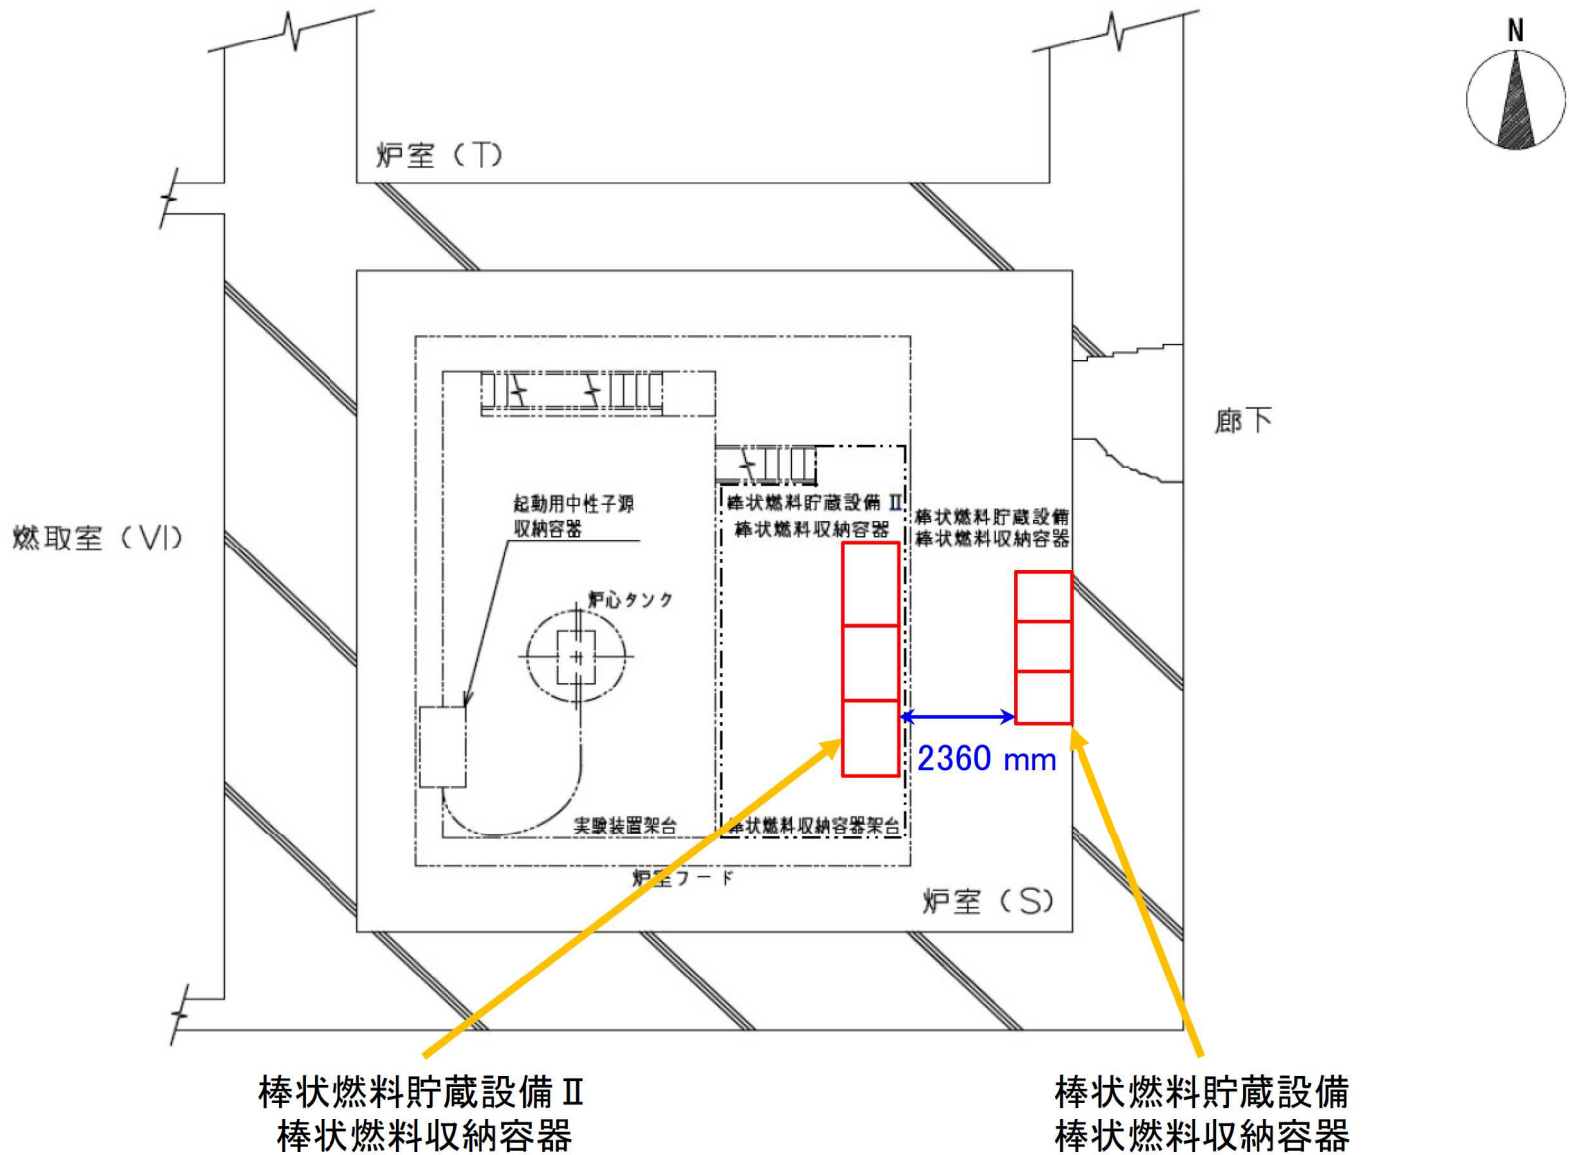 N
炉室（T）
廊下
燃取室（Ⅵ）
起動用中性子源
収納容器
棒状燃料貯蔵設備 Ⅱ
棒状燃料収納容器
棒状燃料貯蔵設備
棒状燃料収納容器
炉心タンク
2360 mm
実験装置架台
棒状燃料収納容器架台
炉室フード
炉室（S）
棒状燃料貯蔵設備Ⅱ
棒状燃料収納容器
棒状燃料貯蔵設備
棒状燃料収納容器